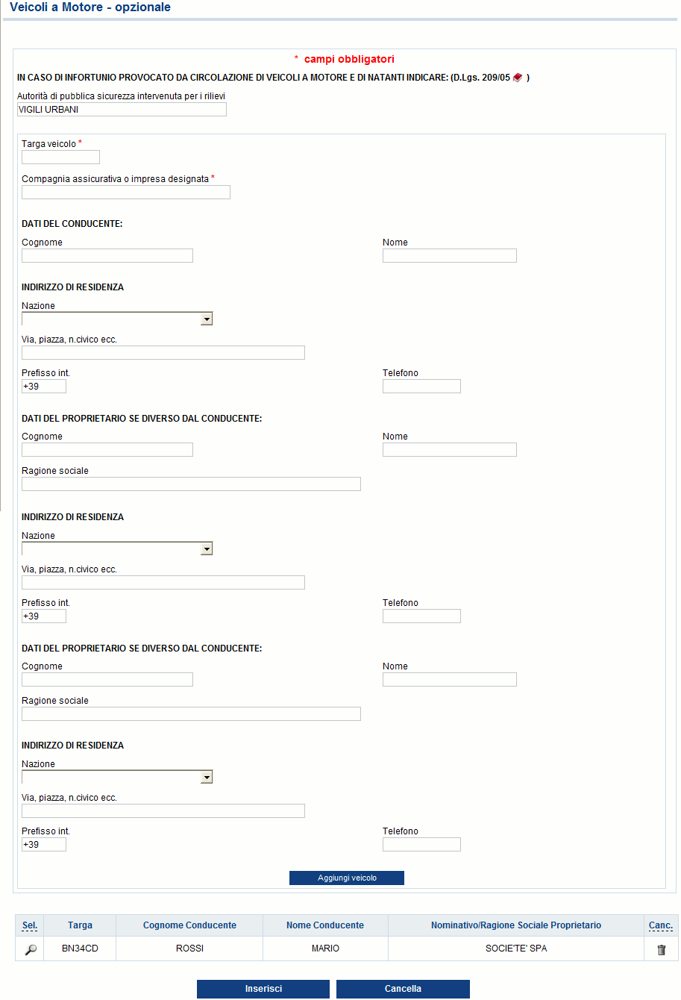 Veicoli a Motore - opzionale
* campi obbligatori
IN CASO DI INFORTUNIO PROVOCATO DA CIRCOLAZIONE DI VEICOLI A MOTORE E DI NATANTI INDICARE: (D.Lgs. 209/05 )
Autorità di pubblica sicurezza intervenuta per i rilievi
VIGILI URBANI
Targa veicolo *
Compagnia assicurativa o impresa designata *
DATI DEL CONDUCENTE:
Cognome Nome
INDIRIZZO DI RESIDENZA
Nazione
Via, piazza, n.civico ecc.
Prefisso int. Telefono
+39
DATI DEL PROPRIETARIO SE DIVERSO DAL CONDUCENTE:
Cognome Nome
Ragione sociale
INDIRIZZO DI RESIDENZA
Nazione
Via, piazza, n.civico ecc.
Prefisso int. Telefono
+39
DATI DEL PROPRIETARIO SE DIVERSO DAL CONDUCENTE:
Cognome Nome
Ragione sociale
INDIRIZZO DI RESIDENZA
Nazione
Via, piazza, n.civico ecc.
Prefisso int. Telefono
+39
Aggiungi veicolo
Sel. Targa Cognome Conducente Nome Conducente Nominativo/Ragione Sociale Proprietario Canc.
BN34CD ROSSI MARIO SOCIE'TE' SPA
Inserisci Cancella